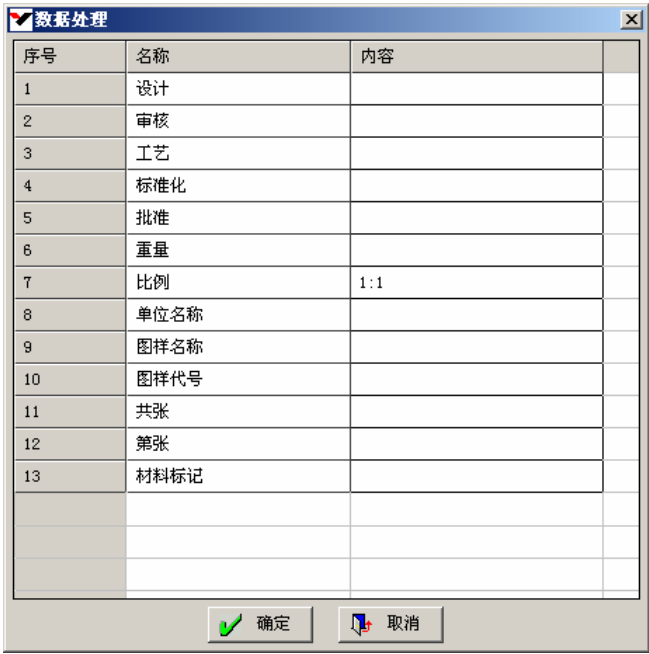 数据处理
序号 名称 内容
1 设计
2 审核
3 工艺
4 标准化
5 批准
6 重量
7 比例 1:1
8 单位名称
9 图样名称
10 图样代号
11 共张
12 第张
13 材料标记
确定 取消